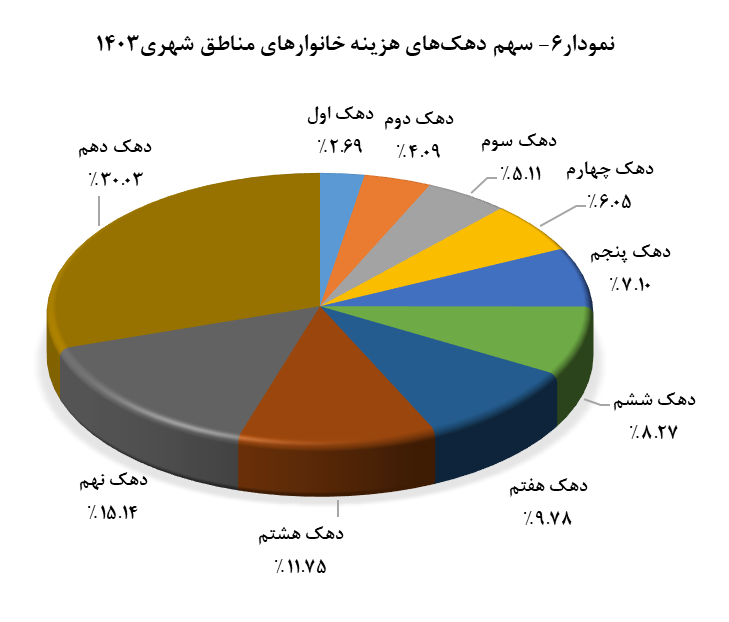 نمودار۶- سهم دهک‌های هزینه خانوارهای مناطق شهری۱۴۰۳
دهک اول
٪۲.۶۹
دهک دوم
٪۴.۰۹
دهک سوم
٪۵.۱۱
دهک چهارم
٪۶.۰۵
دهک پنجم
٪۷.۱۰
دهک ششم
٪۸.۲۷
دهک هفتم
٪۹.۷۸
دهک هشتم
٪۱۱.۷۵
دهک نهم
٪۱۵.۱۴
دهک دهم
٪۳۰.۰۳